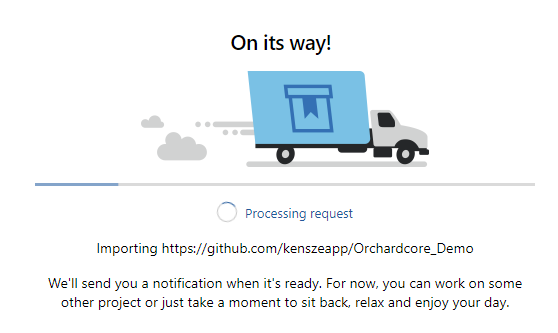 On its way!
Processing request
Importing https://github.com/kenszeapp/Orchardcore_Demo
We'll send you a notification when it's ready. For now, you can work on some
other project or just take a moment to sit back, relax and enjoy your day.